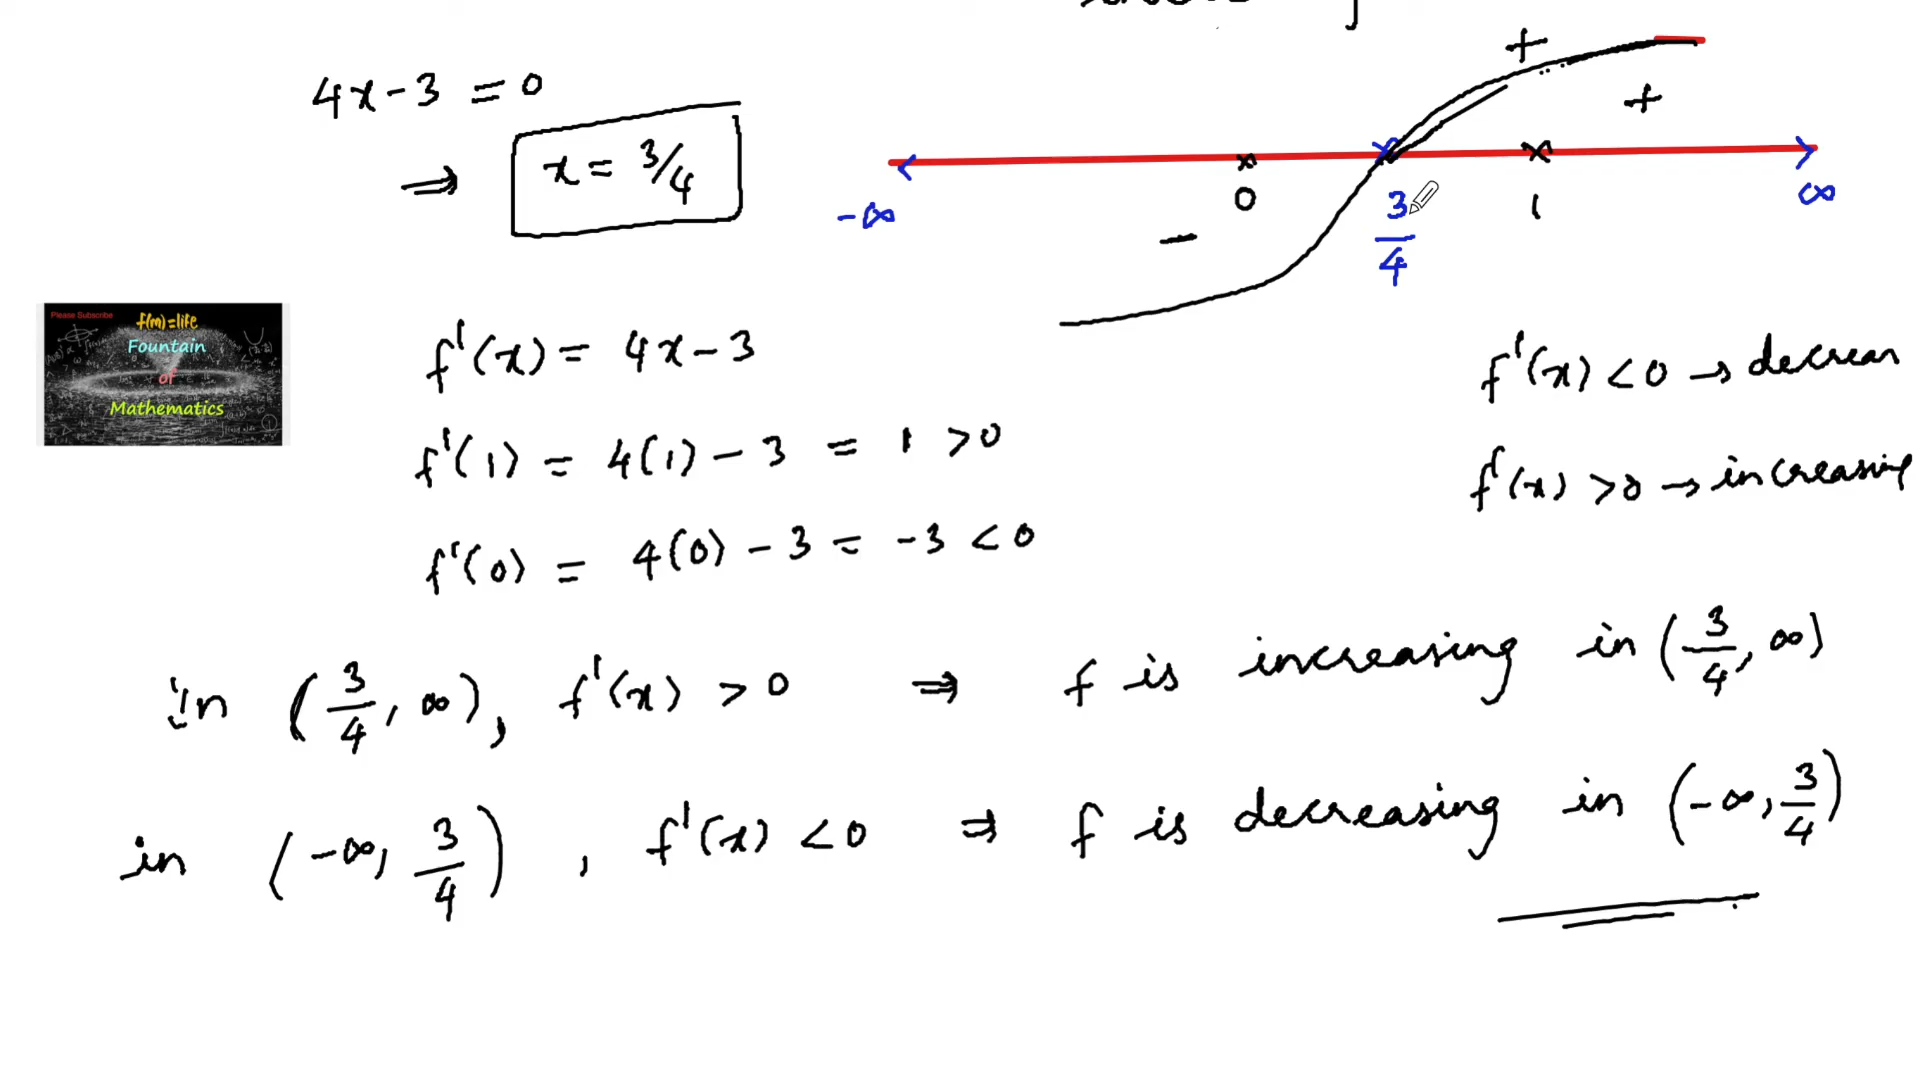 4x-3 = 0
⇒ x = 3/4
+
+
-∞ 0 3/4 1 ∞
-
Please Subscribe
f(m)=life
Fountain
of
Mathematics
f'(x) = 4x-3
f'(x) < 0 → decreas
f'(1) = 4(1) - 3 = 1 > 0
f'(x) > 0 → increasing
f'(0) = 4(0) - 3 = -3 < 0
in (3/4, ∞), f'(x) > 0 ⇒ f is increasing in (3/4, ∞)
in (-∞, 3/4), f'(x) < 0 ⇒ f is decreasing in (-∞, 3/4)